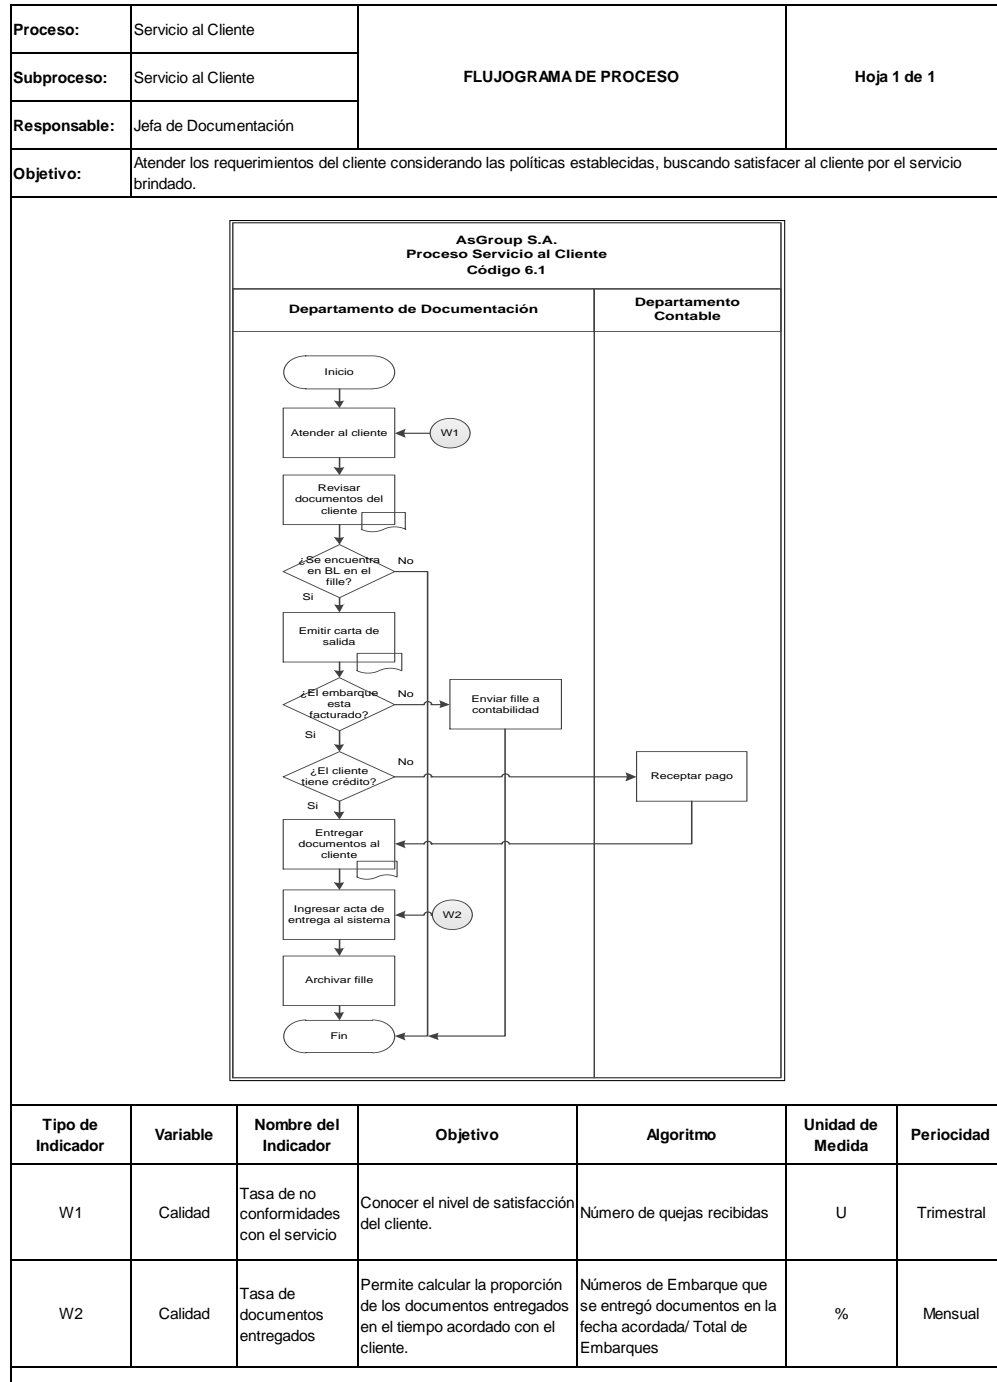 Proceso:
Servicio al Cliente
Subproceso:
Servicio al Cliente
FLUJOGRAMA DE PROCESO
Hoja 1 de 1
Responsable:
Jefa de Documentación
Objetivo:
Atender los requerimientos del cliente considerando las políticas establecidas, buscando satisfacer al cliente por el servicio
brindado.
AsGroup S.A.
Proceso Servicio al Cliente
Código 6.1
Departamento de Documentación
Departamento
Contable
Inicio
Atender al cliente
W1
Revisar
documentos del
cliente
¿Se encuentra
en BL en el
fille?
No
Si
Emitir carta de
salida
¿El embarque
esta
facturado?
No
Enviar fille a
contabilidad
Si
¿El cliente
tiene crédito?
No
Receptar pago
Si
Entregar
documentos al
cliente
Ingresar acta de
entrega al sistema
W2
Archivar fille
Fin
Tipo de
Indicador
Variable
Nombre del
Indicador
Objetivo
Algoritmo
Unidad de
Medida
Periocidad
W1
Calidad
Tasa de no
conformidades
con el servicio
Conocer el nivel de satisfacción
del cliente.
Número de quejas recibidas
U
Trimestral
W2
Calidad
Tasa de
documentos
entregados
Permite calcular la proporción
de los documentos entregados
en el tiempo acordado con el
cliente.
Números de Embarque que
se entregó documentos en la
fecha acordada/ Total de
Embarques
%
Mensual